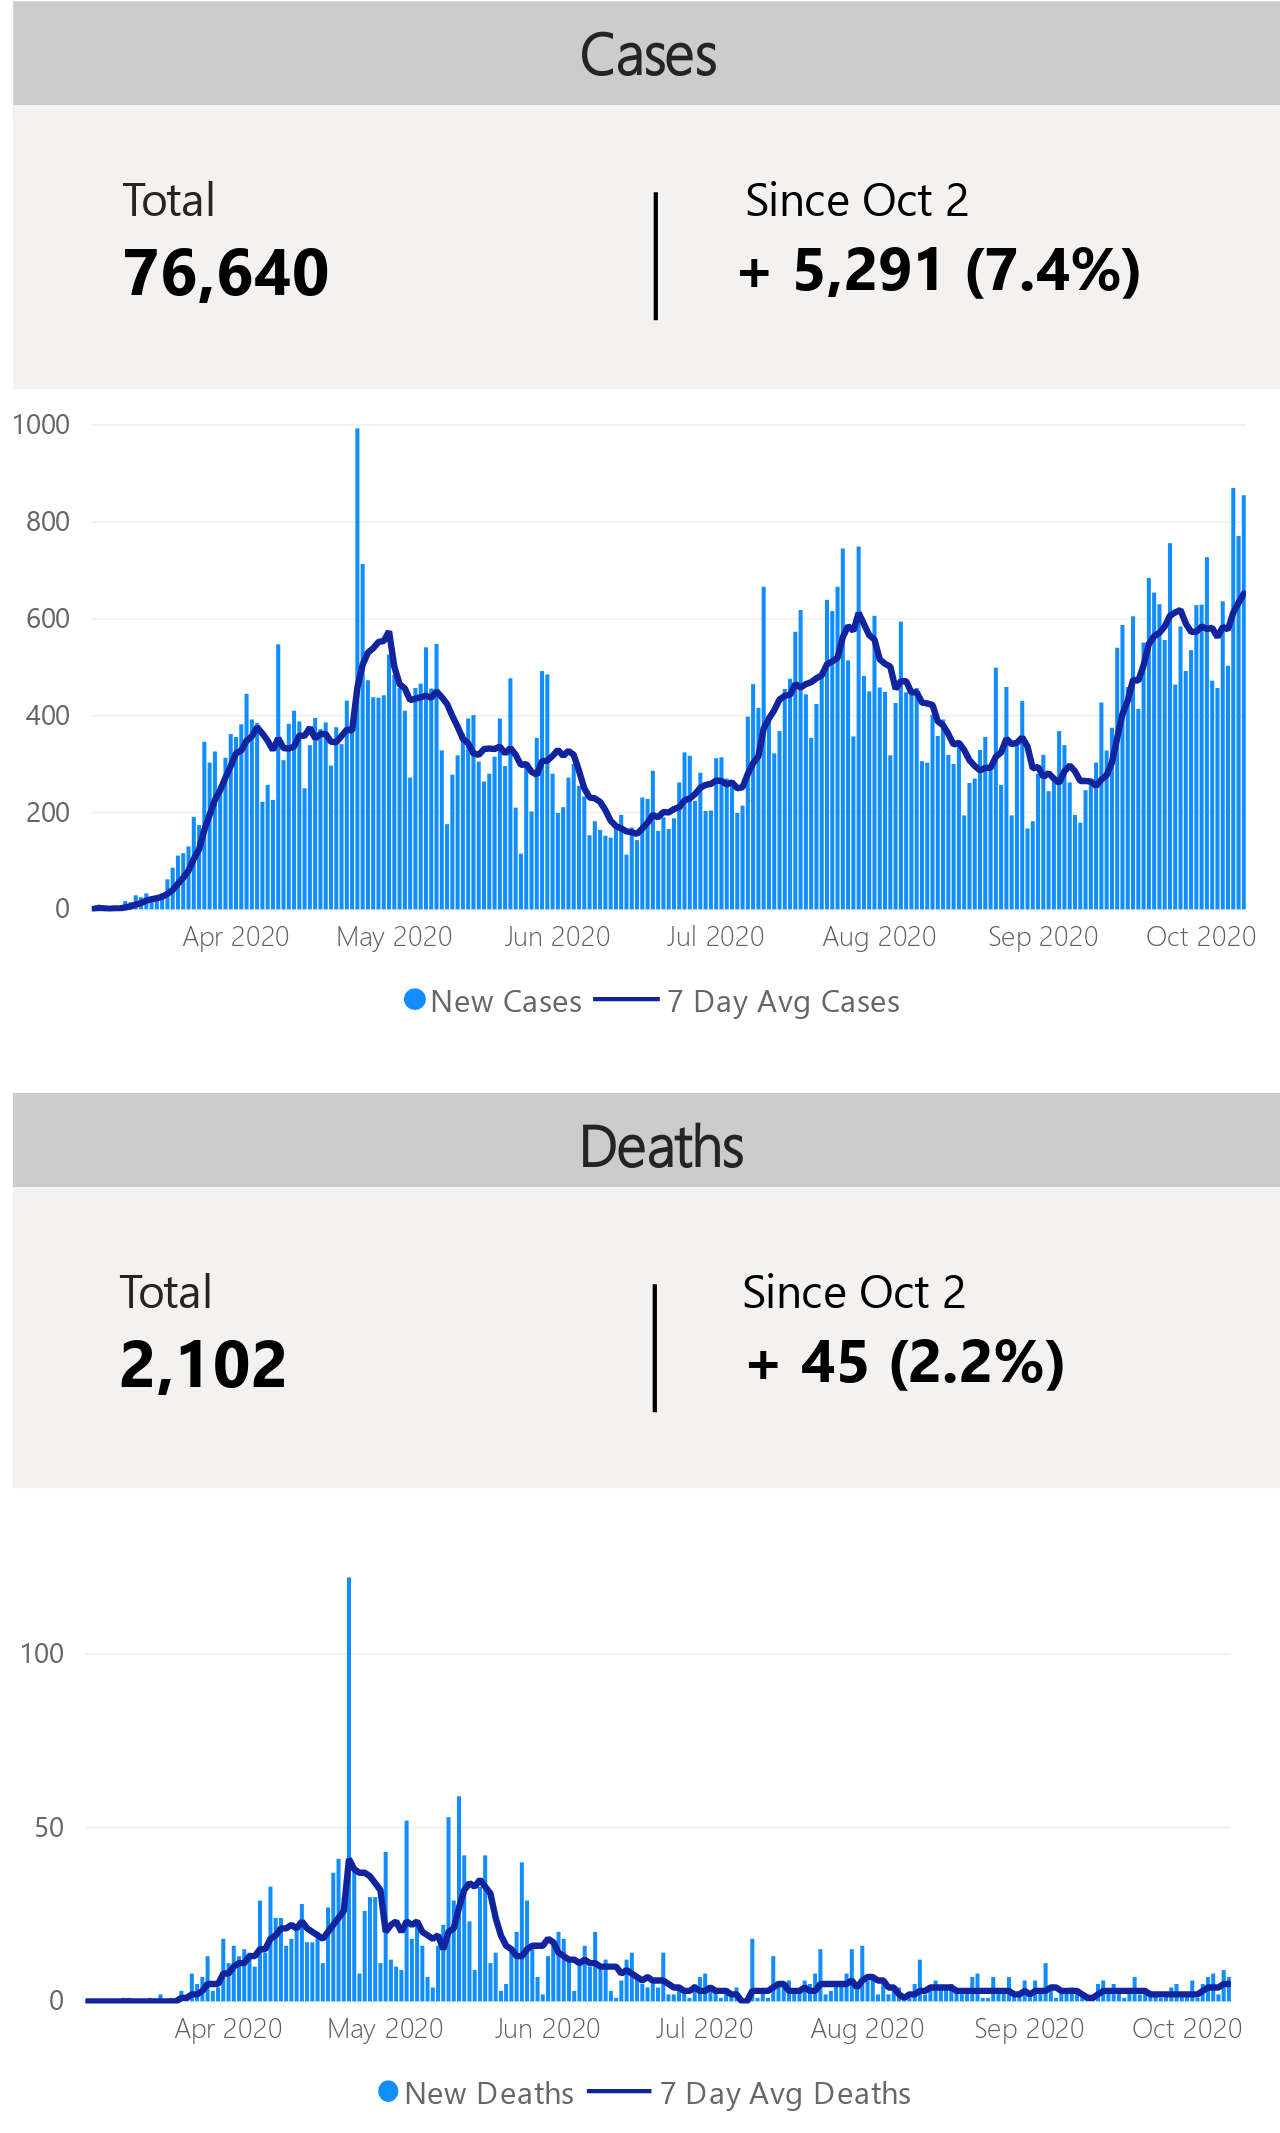 Cases
Total
Since Oct 2
76,640
+ 5,291 (7.4%)
1000
800
600
400
200
0
Apr 2020 May 2020 Jun 2020 Jul 2020 Aug 2020 Sep 2020 Oct 2020
New Cases 7 Day Avg Cases
Deaths
Total
Since Oct 2
2,102
+ 45 (2.2%)
100
50
0
Apr 2020 May 2020 Jun 2020 Jul 2020 Aug 2020 Sep 2020 Oct 2020
New Deaths 7 Day Avg Deaths